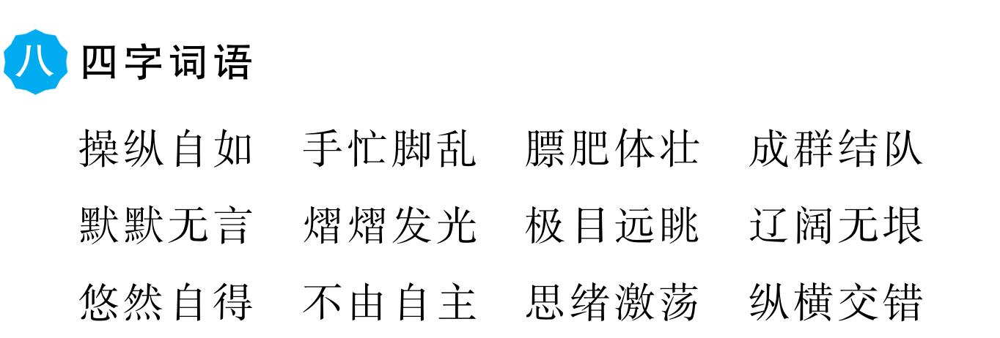 八 四字词语
操纵自如 手忙脚乱 膘肥体壮 成群结队
默默无言 熠熠发光 极目远眺 辽阔无垠
悠然自得 不由自主 思绪激荡 纵横交错